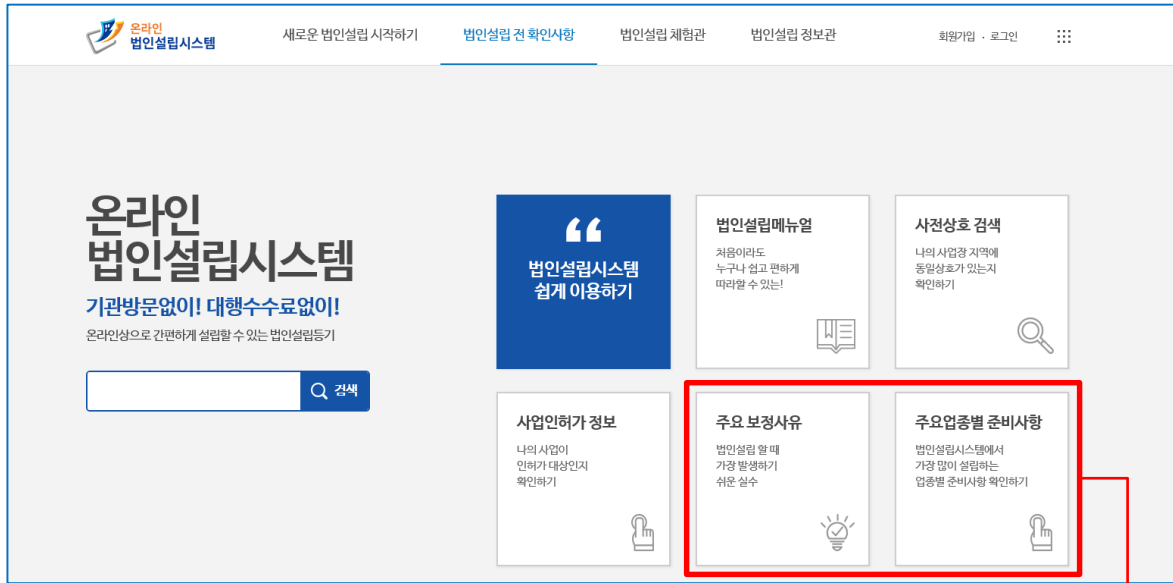 온라인
법인설립시스템
새로운 법인설립 시작하기
법인설립 전 확인사항
법인설립 체험관
법인설립 정보관
회원가입 · 로그인
온라인
법인설립시스템
기관방문없이! 대행수수료없이!
온라인상으로 간편하게 설립할 수 있는 법인설립등기
검색
법인설립시스템
쉽게 이용하기
법인설립메뉴얼
처음이라도
누구나 쉽고 편하게
따라할 수 있는!
사전상호 검색
나의 사업장 지역에
동일상호가 있는지
확인하기
사업인허가 정보
나의 사업이
인허가 대상인지
확인하기
주요 보정사유
법인설립 할 때
가장 발생하기
쉬운 실수
주요업종별 준비사항
법인설립시스템에서
가장 많이 설립하는
업종별 준비사항 확인하기